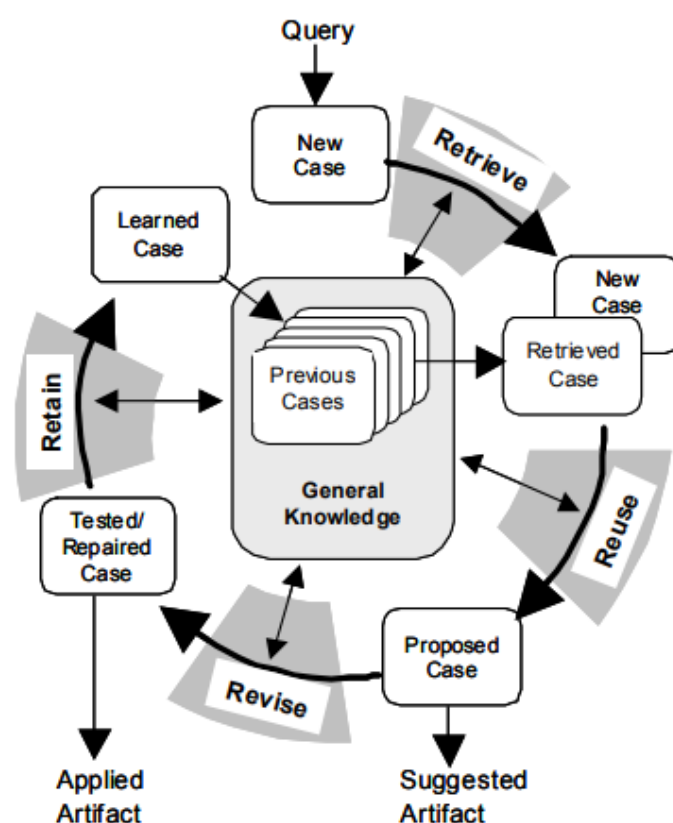 Query
New
Case
Retrieve
Learned
Case
New
Case
Retrieved
Case
Previous
Cases
General
Knowledge
Retain
Reuse
Tested/
Repaired
Case
Proposed
Case
Revise
Applied
Artifact
Suggested
Artifact